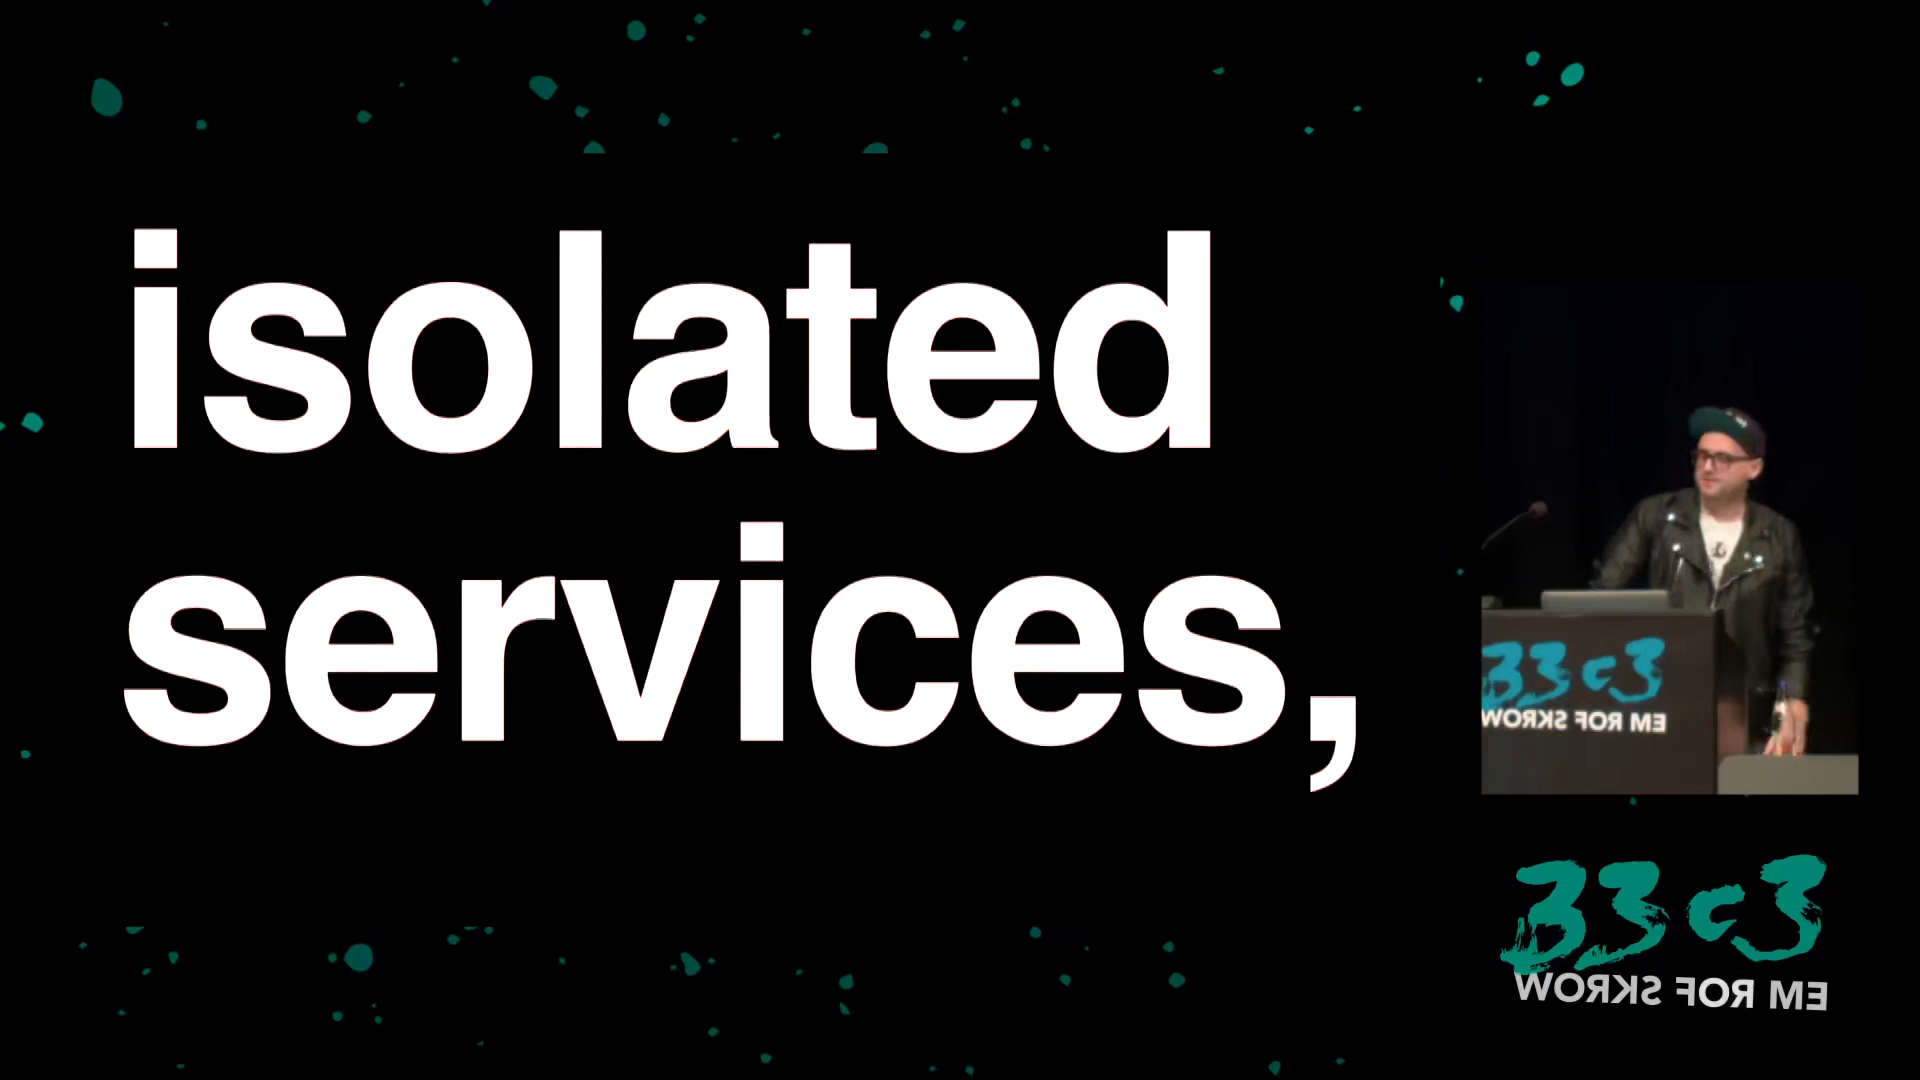 isolated
services,
33c3
WORKS FOR ME
33c3
WORKS FOR ME